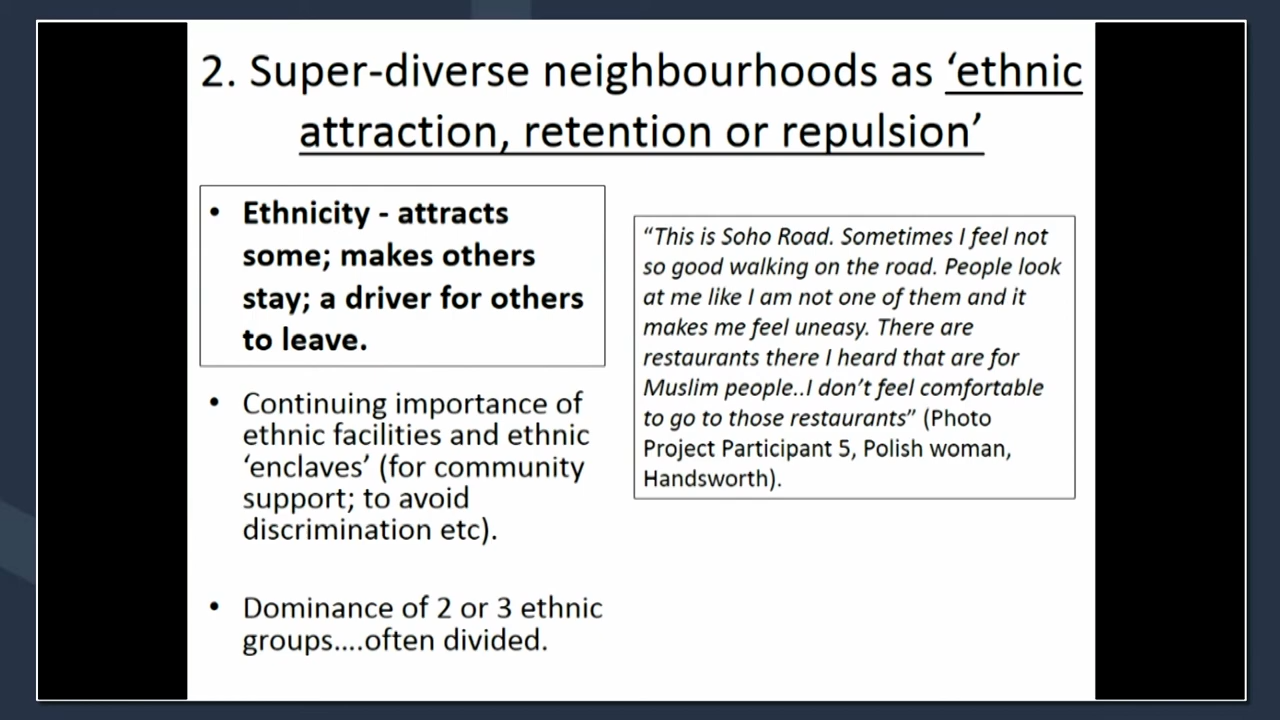 2. Super-diverse neighbourhoods as ‘ethnic
attraction, retention or repulsion’
• Ethnicity - attracts
some; makes others
stay; a driver for others
to leave.
• Continuing importance of
ethnic facilities and ethnic
‘enclaves’ (for community
support; to avoid
discrimination etc).
• Dominance of 2 or 3 ethnic
groups....often divided.
“This is Soho Road. Sometimes I feel not
so good walking on the road. People look
at me like I am not one of them and it
makes me feel uneasy. There are
restaurants there I heard that are for
Muslim people..I don’t feel comfortable
to go to those restaurants” (Photo
Project Participant 5, Polish woman,
Handsworth).